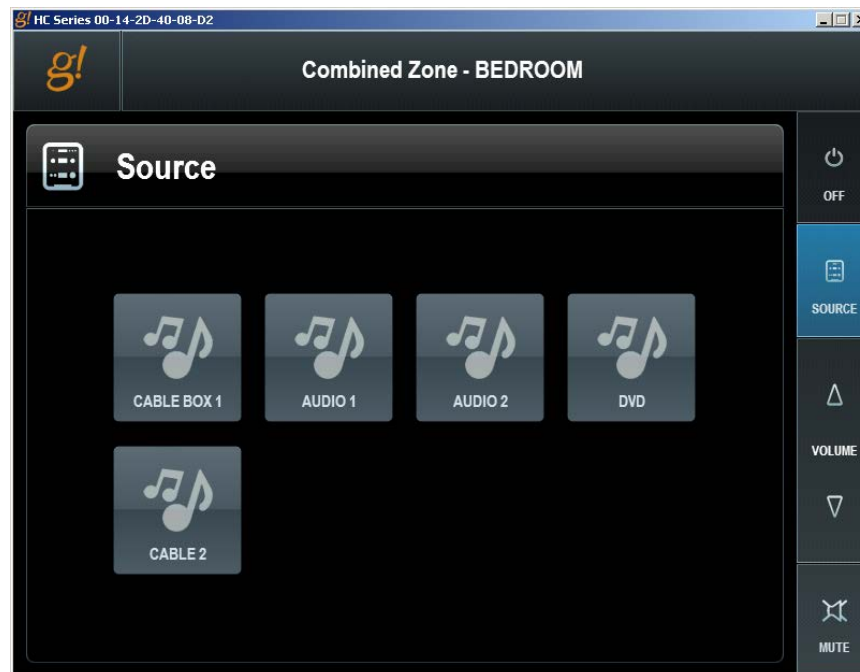 g! HC Series 00-14-2D-40-08-D2
g!
Combined Zone - BEDROOM
Source
OFF
SOURCE
CABLE BOX 1
AUDIO 1
AUDIO 2
DVD
VOLUME
CABLE 2
MUTE